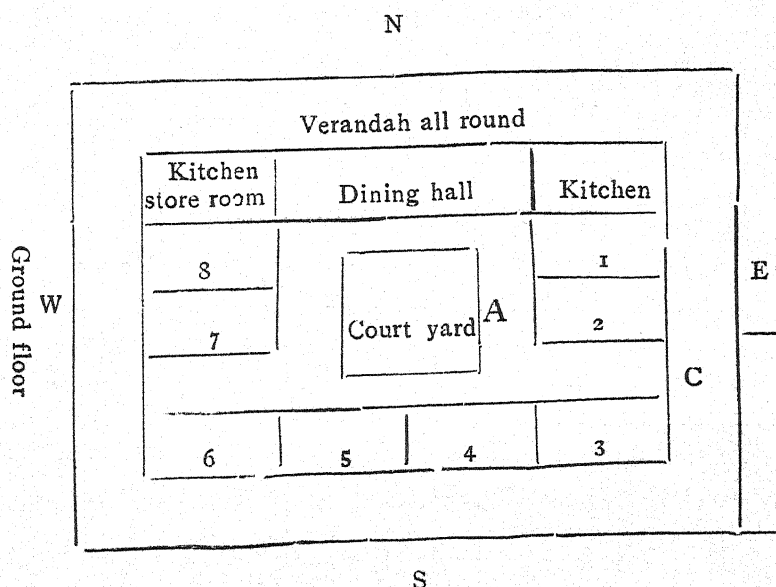 N
Verandah all round
Kitchen
store room
Dining hall
Kitchen
8
1
W
E
Court yard
A
7
2
C
Ground floor
6
5
4
3
S